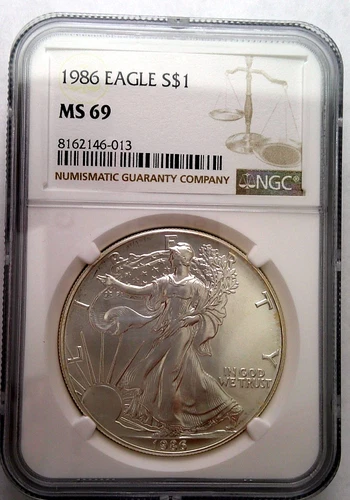 1986 EAGLE S$1
MS 69
8162146-013
NUMISMATIC GUARANTY COMPANY
NGC®
LIBERTY
IN GOD
WE TRUST
1986